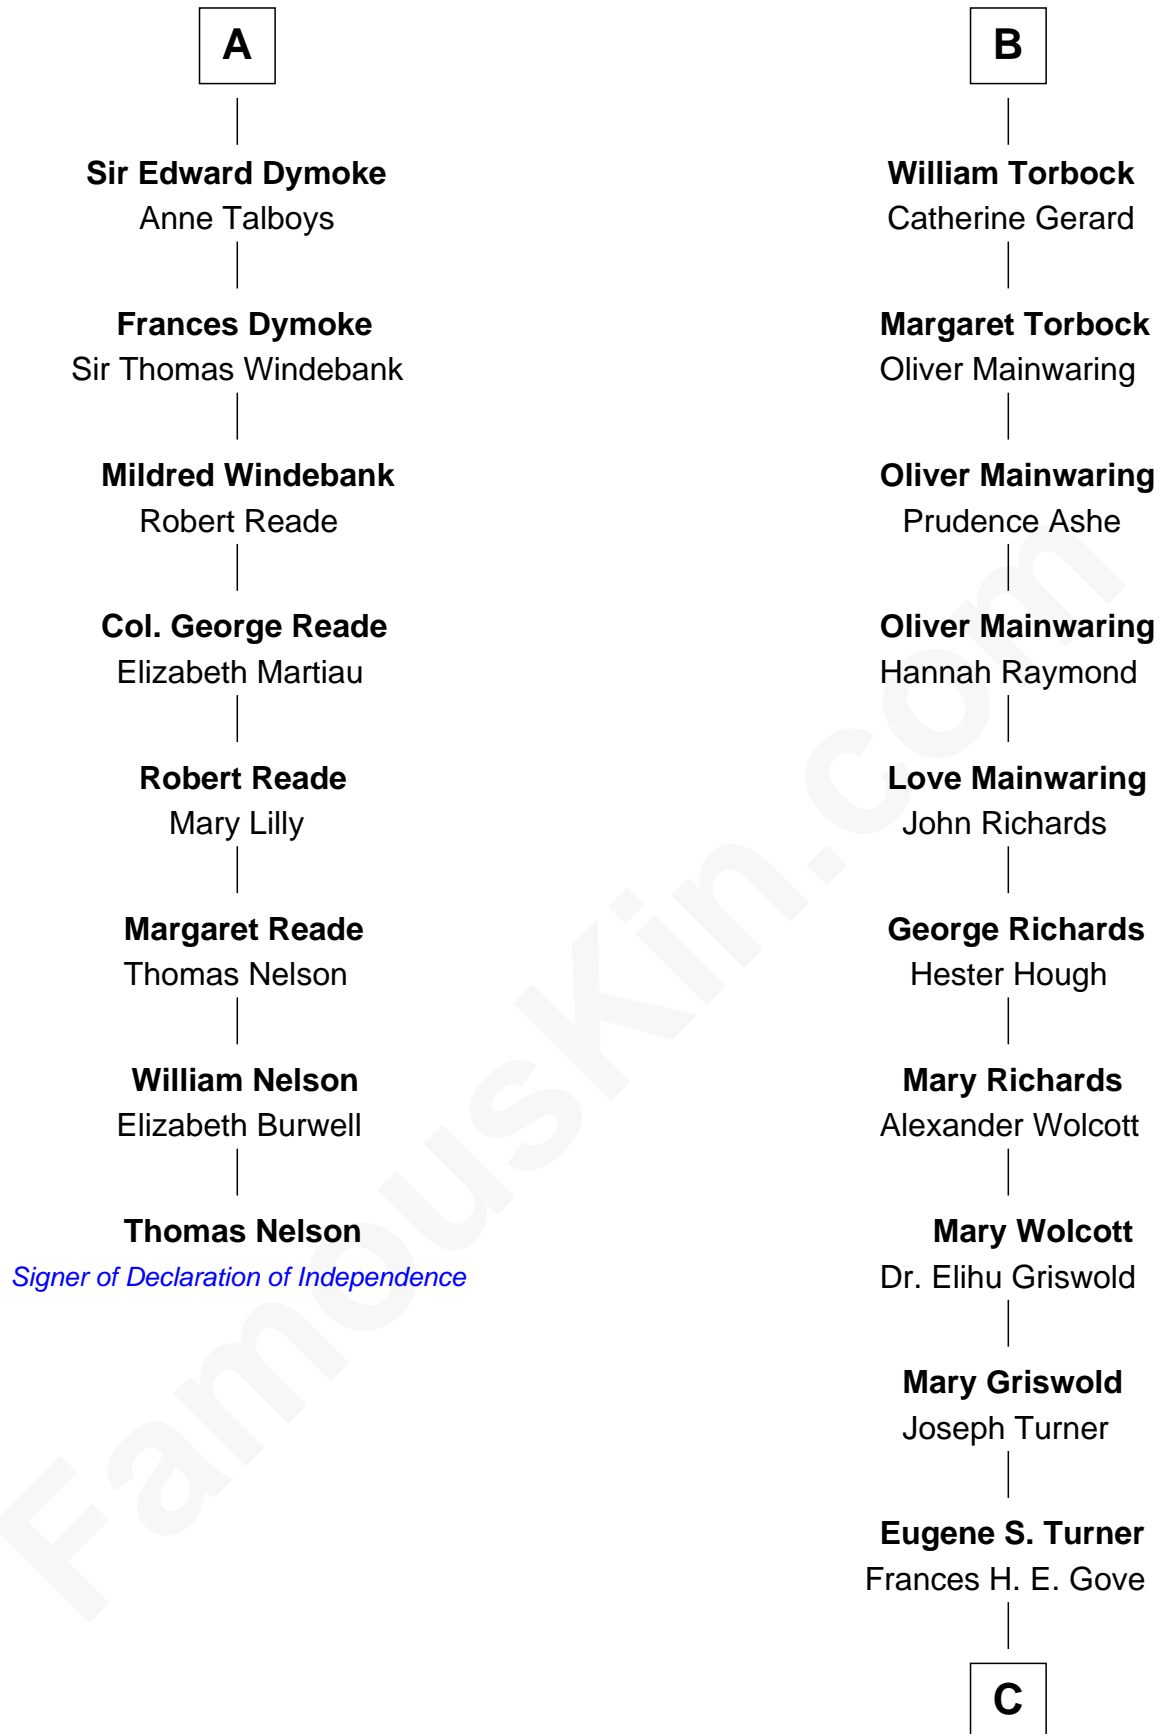 A
Sir Edward Dymoke
Anne Talboys
Frances Dymoke
Sir Thomas Windebank
Mildred Windebank
Robert Reade
Col. George Reade
Elizabeth Martiau
Robert Reade
Mary Lilly
Margaret Reade
Thomas Nelson
William Nelson
Elizabeth Burwell
Thomas Nelson
Signer of Declaration of Independence
B
William Torbock
Catherine Gerard
Margaret Torbock
Oliver Mainwaring
Oliver Mainwaring
Prudence Ashe
Oliver Mainwaring
Hannah Raymond
Love Mainwaring
John Richards
George Richards
Hester Hough
Mary Richards
Alexander Wolcott
Mary Wolcott
Dr. Elihu Griswold
Mary Griswold
Joseph Turner
Eugene S. Turner
Frances H. E. Gove
C
FamousKin.com